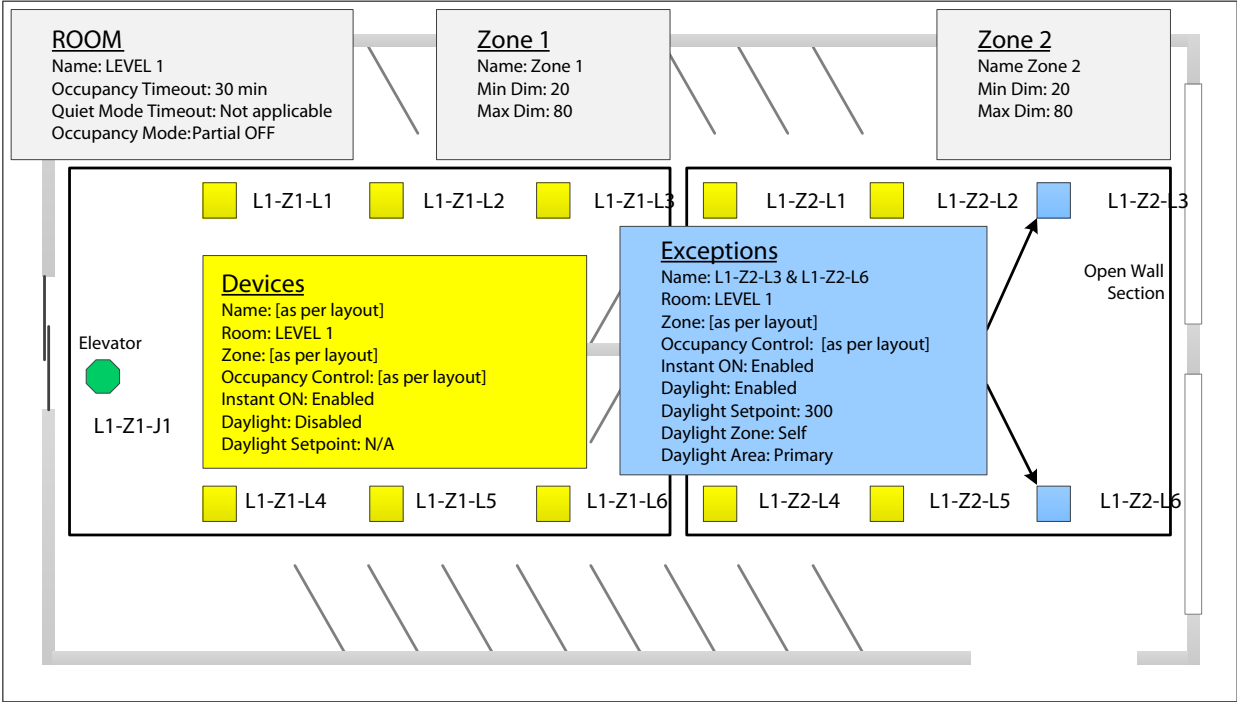 ROOM
Name: LEVEL 1
Occupancy Timeout: 30 min
Quiet Mode Timeout: Not applicable
Occupancy Mode:Partial OFF
Zone 1
Name: Zone 1
Min Dim: 20
Max Dim: 80
Zone 2
Name Zone 2
Min Dim: 20
Max Dim: 80
L1-Z1-L1
L1-Z1-L2
L1-Z1-L3
L1-Z2-L1
L1-Z2-L2
L1-Z2-L3
Elevator
L1-Z1-J1
Devices
Name: [as per layout]
Room: LEVEL 1
Zone: [as per layout]
Occupancy Control: [as per layout]
Instant ON: Enabled
Daylight: Disabled
Daylight Setpoint: N/A
Exceptions
Name: L1-Z2-L3 & L1-Z2-L6
Room: LEVEL 1
Zone: [as per layout]
Occupancy Control: [as per layout]
Instant ON: Enabled
Daylight: Enabled
Daylight Setpoint: 300
Daylight Zone: Self
Daylight Area: Primary
Open Wall
Section
L1-Z1-L4
L1-Z1-L5
L1-Z1-L6
L1-Z2-L4
L1-Z2-L5
L1-Z2-L6